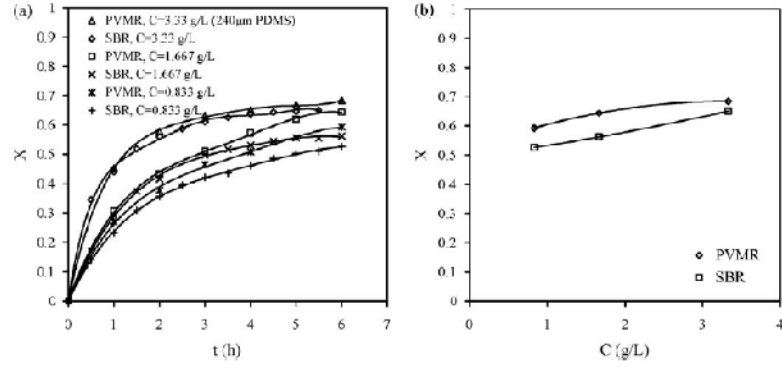 (a)
PVMR, C=3.33 g/L (240μm PDMS)
SBR, C=3.33 g/L
PVMR, C=1.667 g/L
SBR, C=1.667 g/L
PVMR, C=0.833 g/L
SBR, C=0.833 g/L
1
0.9
0.8
0.7
0.6
0.5
0.4
0.3
0.2
0.1
0
X
0 1 2 3 4 5 6 7
t (h)
(b)
1
0.9
0.8
0.7
0.6
0.5
0.4
0.3
0.2
0.1
0
X
PVMR
SBR
0 1 2 3 4
C (g/L)